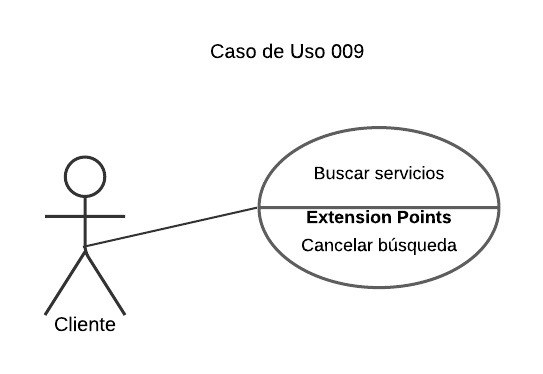 Caso de Uso 009
Buscar servicios
Extension Points
Cancelar búsqueda
Cliente